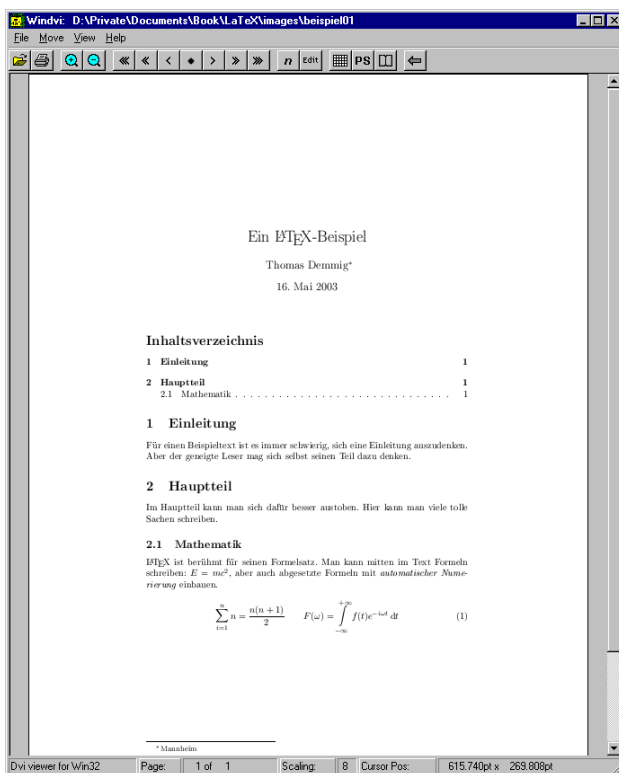 Windvi: D:\Private\Documents\Book\LaTeX\images\beispiel01
File Move View Help
n Edit PS
Ein LATEX-Beispiel
Thomas Demmig*
16. Mai 2003
Inhaltsverzeichnis
1 Einleitung 1
2 Hauptteil 1
2.1 Mathematik . . . . . . . . . . . . . . . . . . . . . . . . . . . . . 1
1 Einleitung
Für einen Beispieltext ist es immer schwierig, sich eine Einleitung auszudenken.
Aber der geneigte Leser mag sich selbst seinen Teil dazu denken.
2 Hauptteil
Im Hauptteil kann man sich dafür besser austoben. Hier kann man viele tolle
Sachen schreiben.
2.1 Mathematik
LATEX ist berühmt für seinen Formelsatz. Man kann mitten im Text Formeln
schreiben: E = mc², aber auch abgesetzte Formeln mit automatischer Nume-
rierung einbauen.
∑_{i=1}^{n} n = n(n + 1)/2 F(ω) = ∫_{−∞}^{+∞} f(t)e^{−iωt} dt (1)
*Mannheim
Dvi viewer for Win32 Page: 1 of 1 Scaling: 8 Cursor Pos: 615.740pt x 269.808pt